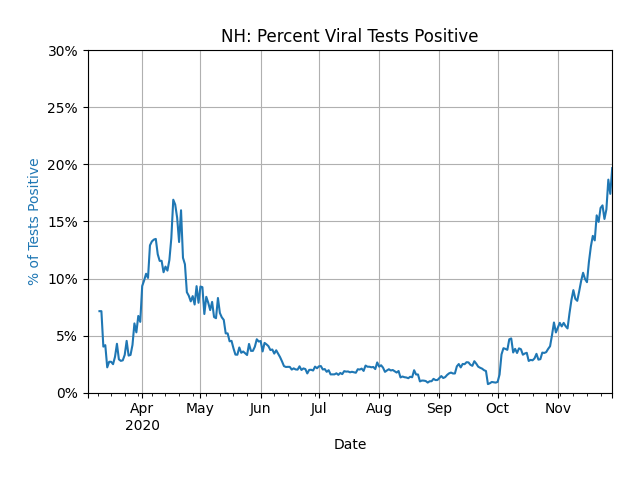 NH: Percent Viral Tests Positive
30%
25%
20%
15%
10%
5%
0%
% of Tests Positive
Apr
2020
May
Jun
Jul
Aug
Sep
Oct
Nov
Date